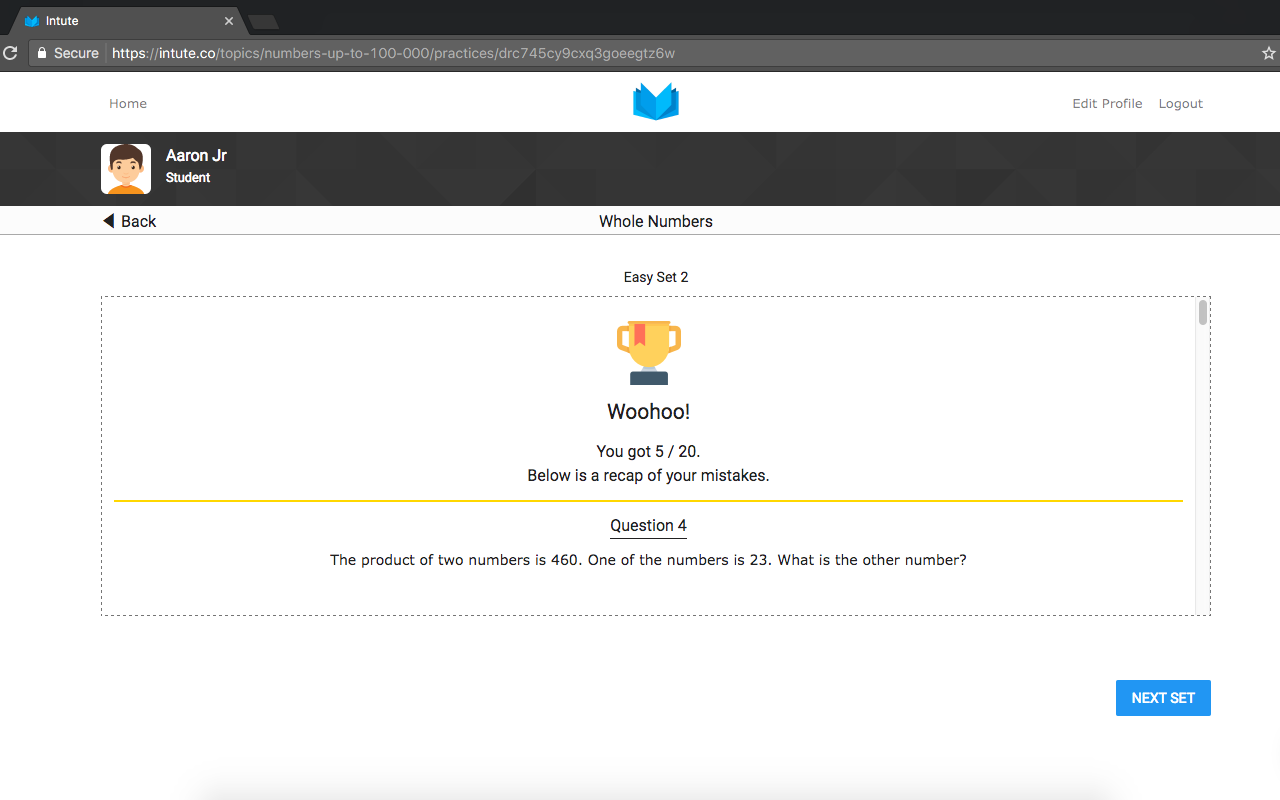 Intute
Secure https://intute.co/topics/numbers-up-to-100-000/practices/drc745cy9cxq3goeegtz6w
Home
Edit Profile Logout
Aaron Jr
Student
Back
Whole Numbers
Easy Set 2
Woohoo!
You got 5 / 20.
Below is a recap of your mistakes.
Question 4
The product of two numbers is 460. One of the numbers is 23. What is the other number?
NEXT SET